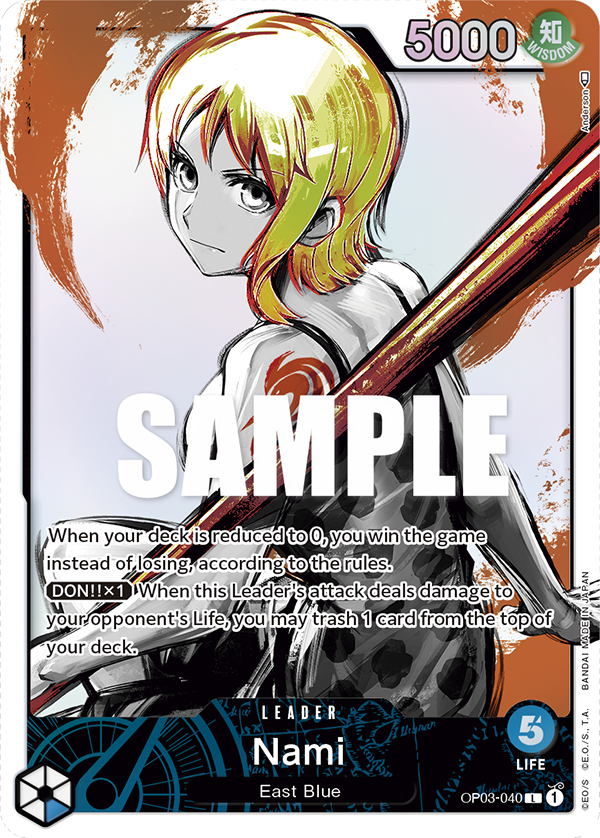 5000
知
WISDOM
Anderson
SAMPLE
When your deck is reduced to 0, you win the game
instead of losing, according to the rules.
DON!!×1 When this Leader's attack deals damage to
your opponent's Life, you may trash 1 card from the top of
your deck.
©E.O/S ©E.O./S., T.A. BANDAI MADE IN JAPAN
LEADER
Nami
East Blue
5
LIFE
OP03-040 L 1